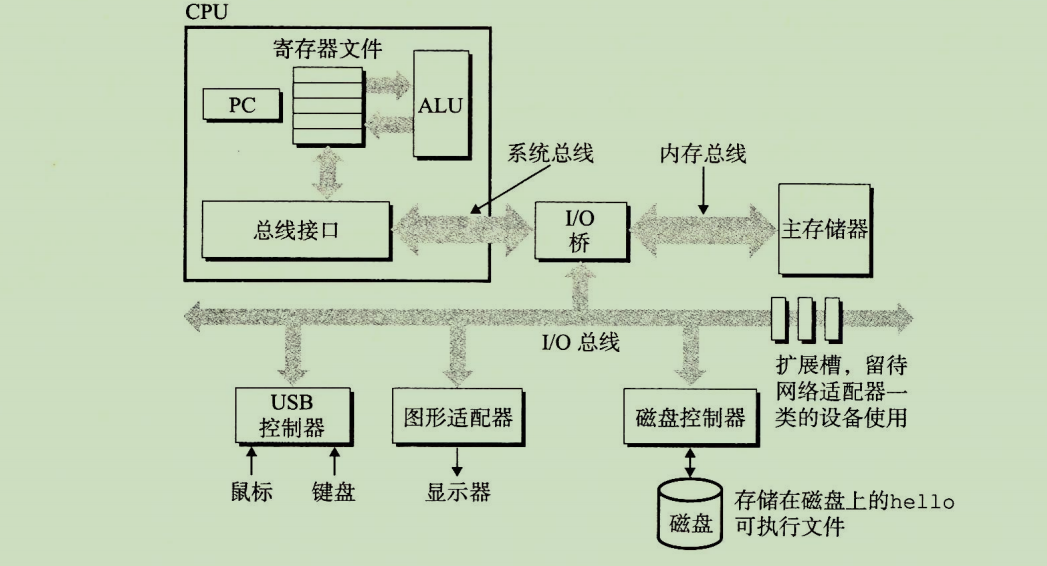 CPU
寄存器文件
PC
ALU
系统总线
内存总线
总线接口
I/O
桥
主存储器
I/O 总线
扩展槽，留待
网络适配器一
类的设备使用
USB
控制器
图形适配器
磁盘控制器
鼠标
键盘
显示器
磁盘
存储在磁盘上的hello
可执行文件